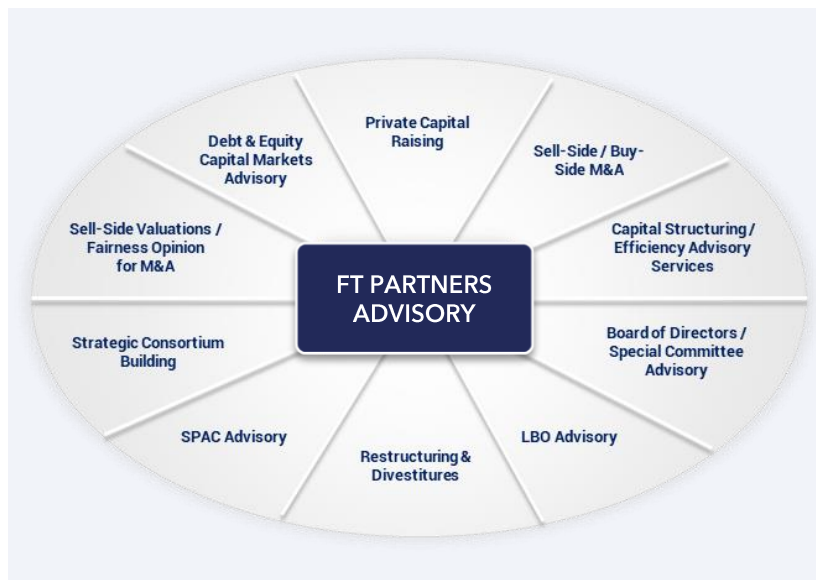 Private Capital
Raising
Debt & Equity
Capital Markets
Advisory
Sell-Side / Buy-
Side M&A
Sell-Side Valuations /
Fairness Opinion
for M&A
Capital Structuring /
Efficiency Advisory
Services
FT PARTNERS
ADVISORY
Strategic Consortium
Building
Board of Directors /
Special Committee
Advisory
SPAC Advisory
LBO Advisory
Restructuring &
Divestitures